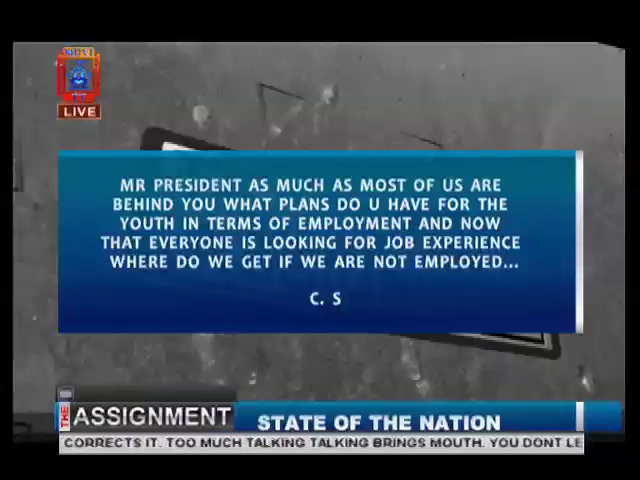 LIVE
MR PRESIDENT AS MUCH AS MOST OF US ARE
BEHIND YOU WHAT PLANS DO U HAVE FOR THE
YOUTH IN TERMS OF EMPLOYMENT AND NOW
THAT EVERYONE IS LOOKING FOR JOB EXPERIENCE
WHERE DO WE GET IF WE ARE NOT EMPLOYED...
C. S
THE ASSIGNMENT
STATE OF THE NATION
CORRECTS IT. TOO MUCH TALKING TALKING BRINGS MOUTH. YOU DONT LE